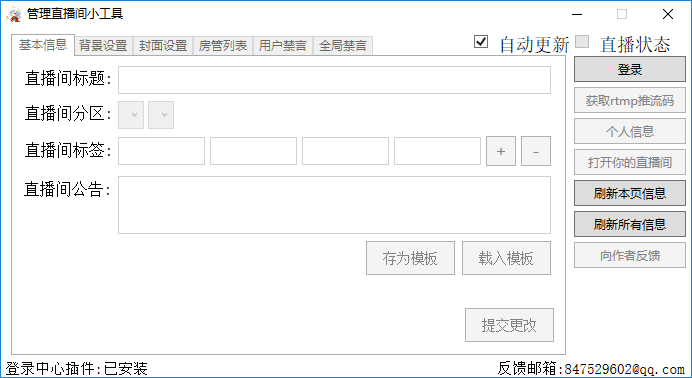 管理直播间小工具
基本信息 背景设置 封面设置 房管列表 用户禁言 全局禁言
自动更新 直播状态
直播间标题:
直播间分区:
直播间标签: + -
直播间公告:
存为模板 载入模板
提交更改
登录
获取rtmp推流码
个人信息
打开你的直播间
刷新本页信息
刷新所有信息
向作者反馈
登录中心插件:已安装
反馈邮箱:847529602@qq.com